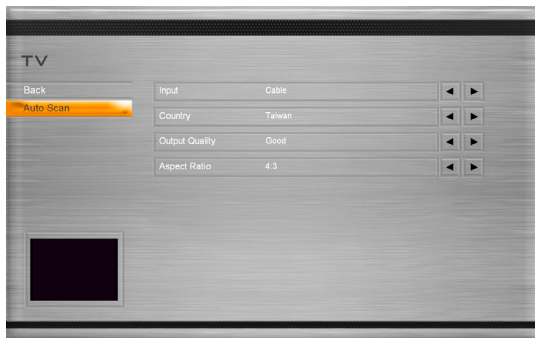 TV
Back
Auto Scan
Input Cable
Country Taiwan
Output Quality Good
Aspect Ratio 4:3